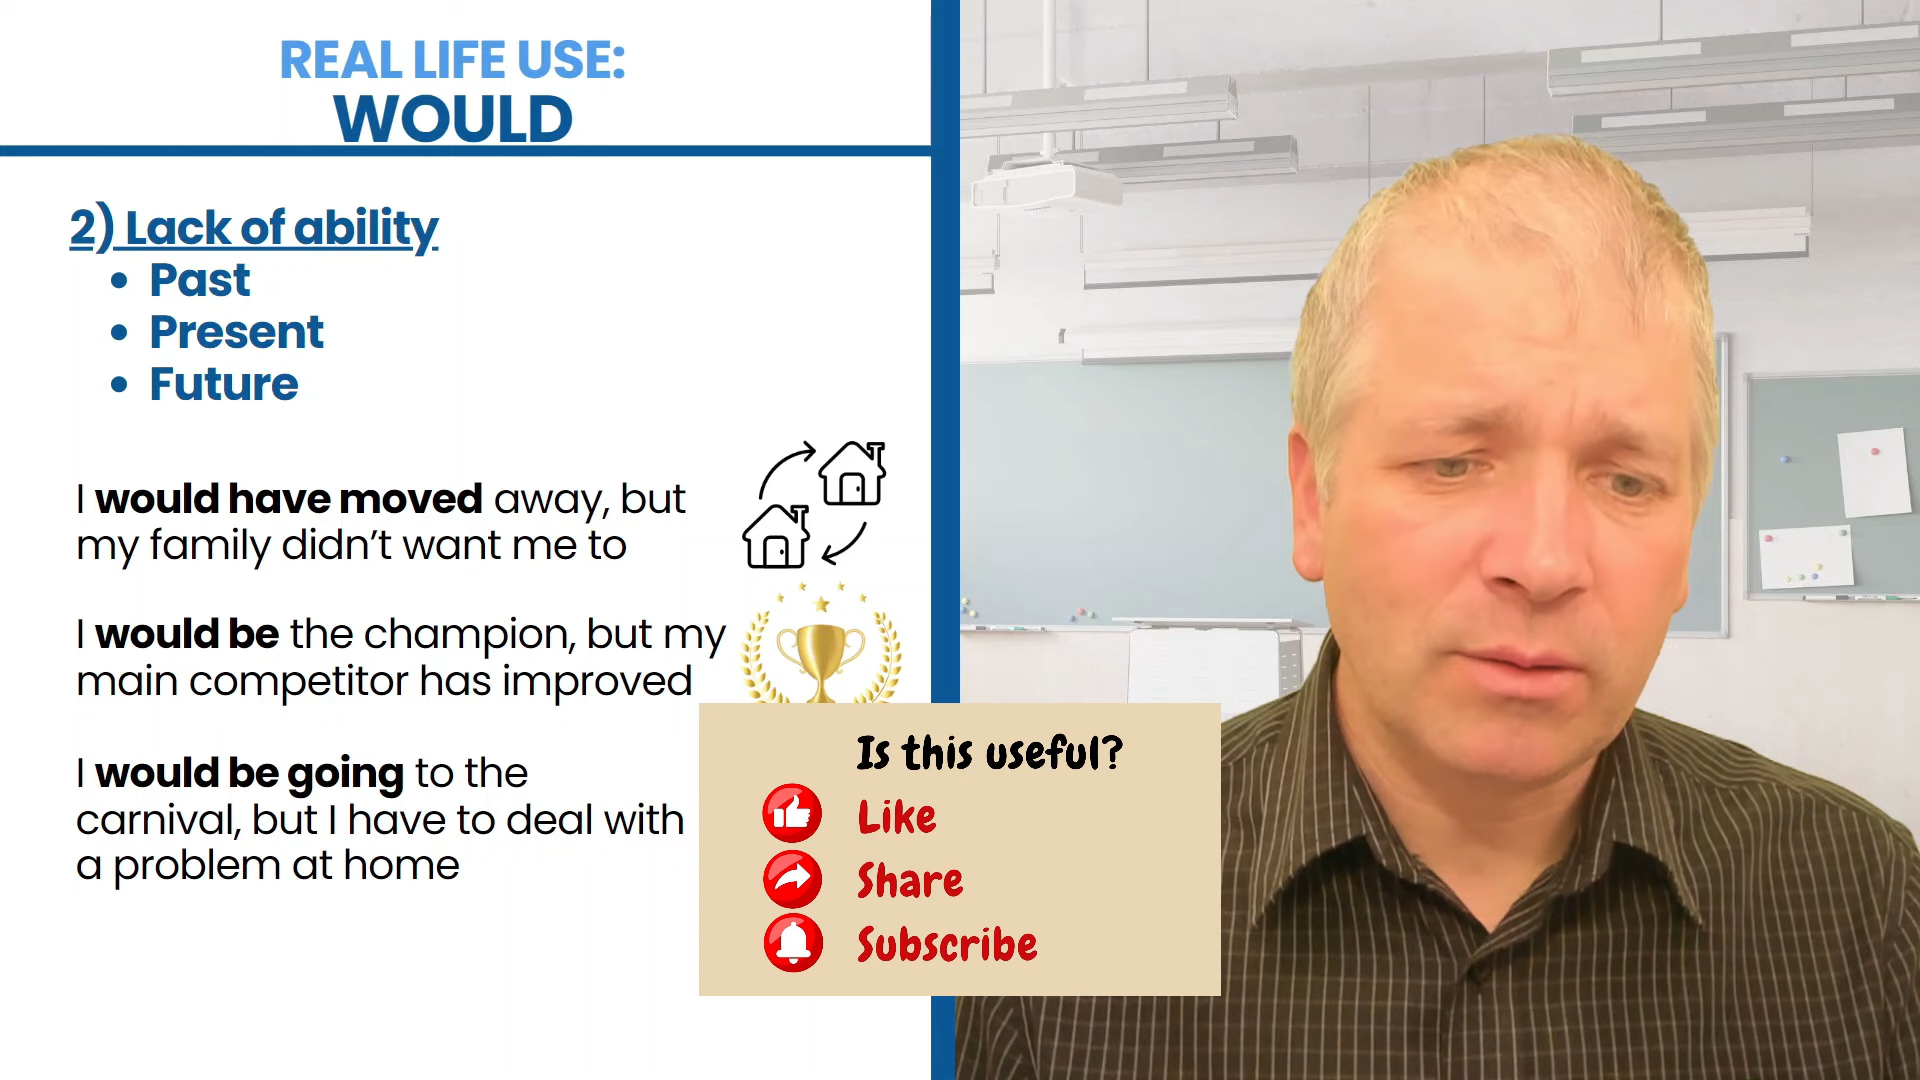 REAL LIFE USE:
WOULD
2) Lack of ability
• Past
• Present
• Future
I would have moved away, but
my family didn’t want me to
I would be the champion, but my
main competitor has improved
I would be going to the
carnival, but I have to deal with
a problem at home
Is this useful?
Like
Share
Subscribe